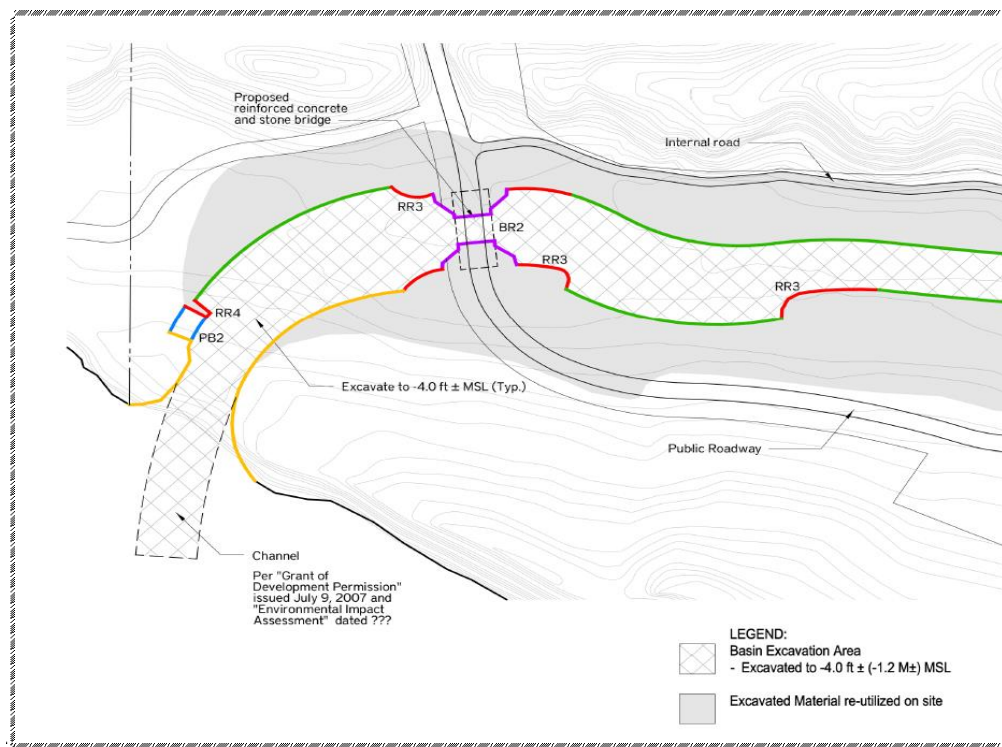 Proposed
reinforced concrete
and stone bridge
Internal road
RR3
BR2
RR3
RR3
RR4
PB2
Excavate to -4.0 ft ± MSL (Typ.)
Public Roadway
Channel
Per "Grant of
Development Permission"
issued July 9, 2007 and
"Environmental Impact
Assessment" dated ???
LEGEND:
Basin Excavation Area
- Excavated to -4.0 ft ± (-1.2 M±) MSL
Excavated Material re-utilized on site